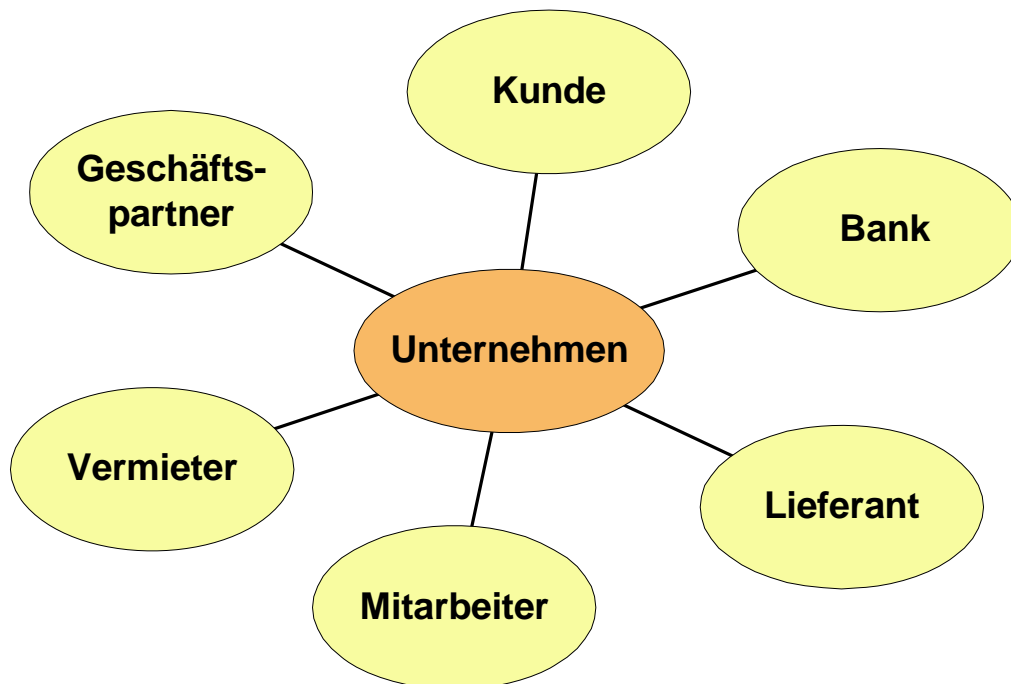 Kunde
Geschäfts-
partner
Bank
Unternehmen
Vermieter
Lieferant
Mitarbeiter